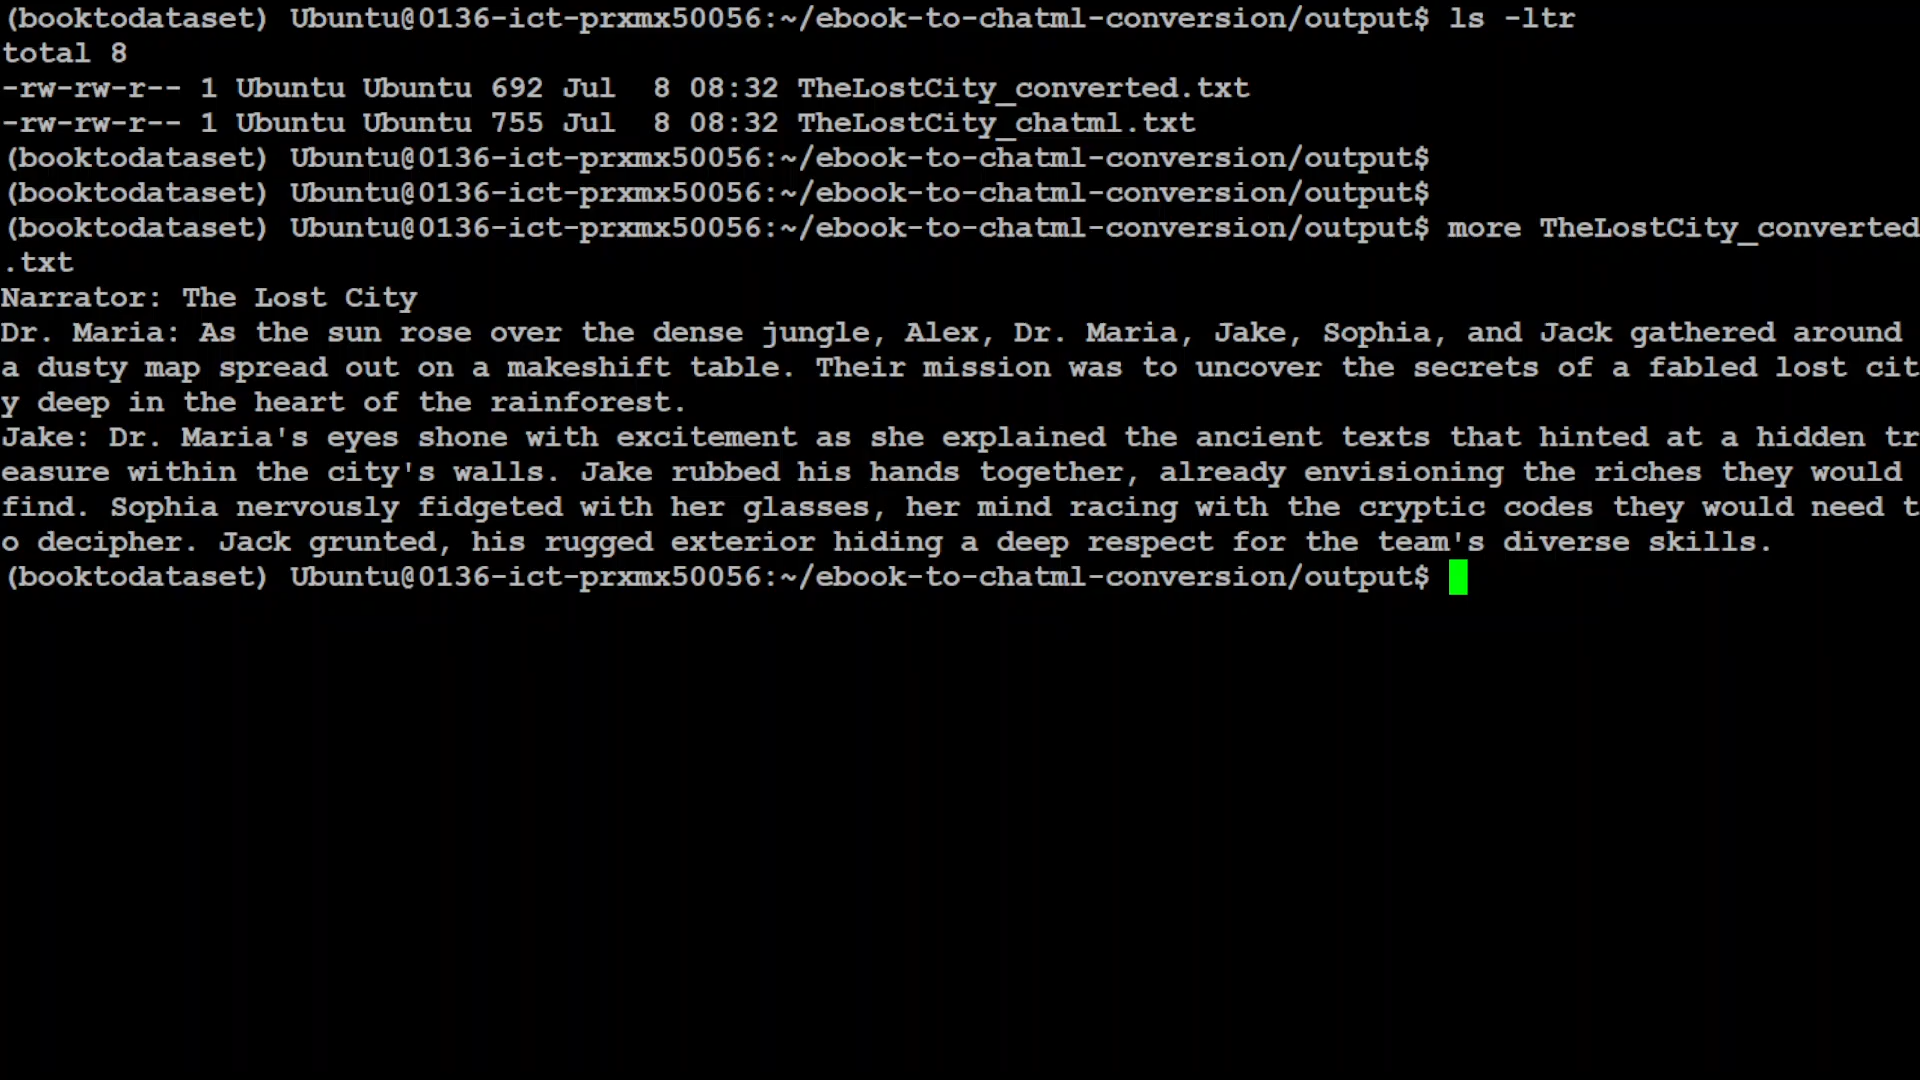 (booktodataset) Ubuntu@0136-ict-prxmx50056:~/ebook-to-chatml-conversion/output$ ls -ltr
total 8
-rw-rw-r-- 1 Ubuntu Ubuntu 692 Jul  8 08:32 TheLostCity_converted.txt
-rw-rw-r-- 1 Ubuntu Ubuntu 755 Jul  8 08:32 TheLostCity_chatml.txt
(booktodataset) Ubuntu@0136-ict-prxmx50056:~/ebook-to-chatml-conversion/output$
(booktodataset) Ubuntu@0136-ict-prxmx50056:~/ebook-to-chatml-conversion/output$
(booktodataset) Ubuntu@0136-ict-prxmx50056:~/ebook-to-chatml-conversion/output$ more TheLostCity_converted
.txt
Narrator: The Lost City
Dr. Maria: As the sun rose over the dense jungle, Alex, Dr. Maria, Jake, Sophia, and Jack gathered around
a dusty map spread out on a makeshift table. Their mission was to uncover the secrets of a fabled lost cit
y deep in the heart of the rainforest.
Jake: Dr. Maria's eyes shone with excitement as she explained the ancient texts that hinted at a hidden tr
easure within the city's walls. Jake rubbed his hands together, already envisioning the riches they would
find. Sophia nervously fidgeted with her glasses, her mind racing with the cryptic codes they would need t
o decipher. Jack grunted, his rugged exterior hiding a deep respect for the team's diverse skills.
(booktodataset) Ubuntu@0136-ict-prxmx50056:~/ebook-to-chatml-conversion/output$